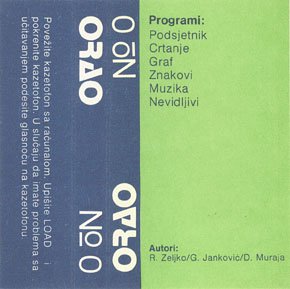 Povežite kazetofon sa računalom. Upišite LOAD i
pokrenite kazetofon. U slučaju da imate problema sa
učitavanjem podesite glasnoću na kazetofonu
ORAO
No 0
ORAO
No 0
Programi:
Podsjetnik
Crtanje
Graf
Znakovi
Muzika
Nevidljivi
Autori:
R. Zeljko/G. Janković/D. Muraja